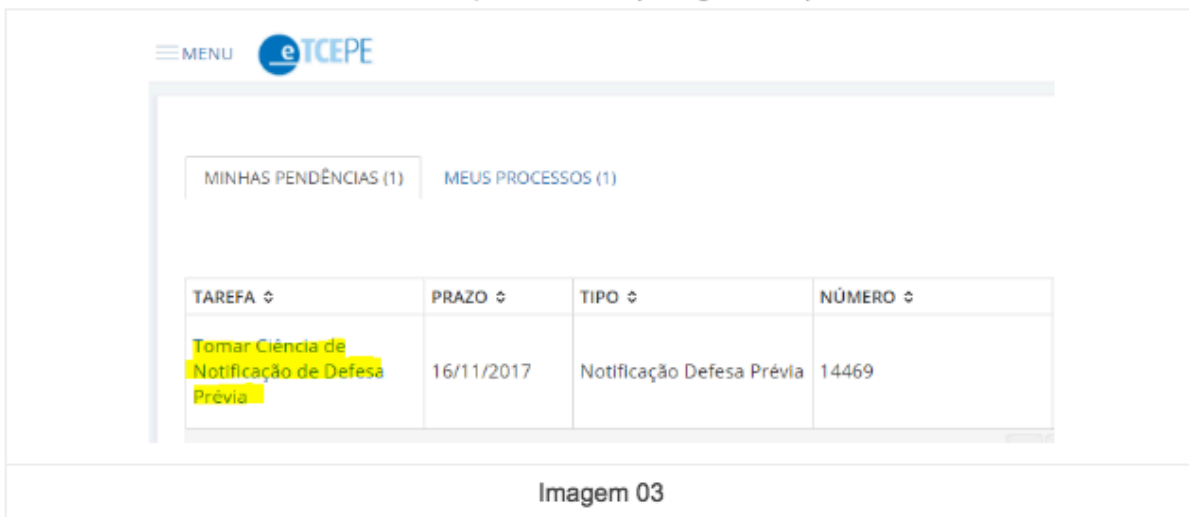 MENU eTCEPE
MINHAS PENDÊNCIAS (1) MEUS PROCESSOS (1)
TAREFA PRAZO TIPO NÚMERO
Tomar Ciência de
Notificação de Defesa 16/11/2017 Notificação Defesa Prévia 14469
Prévia
Imagem 03